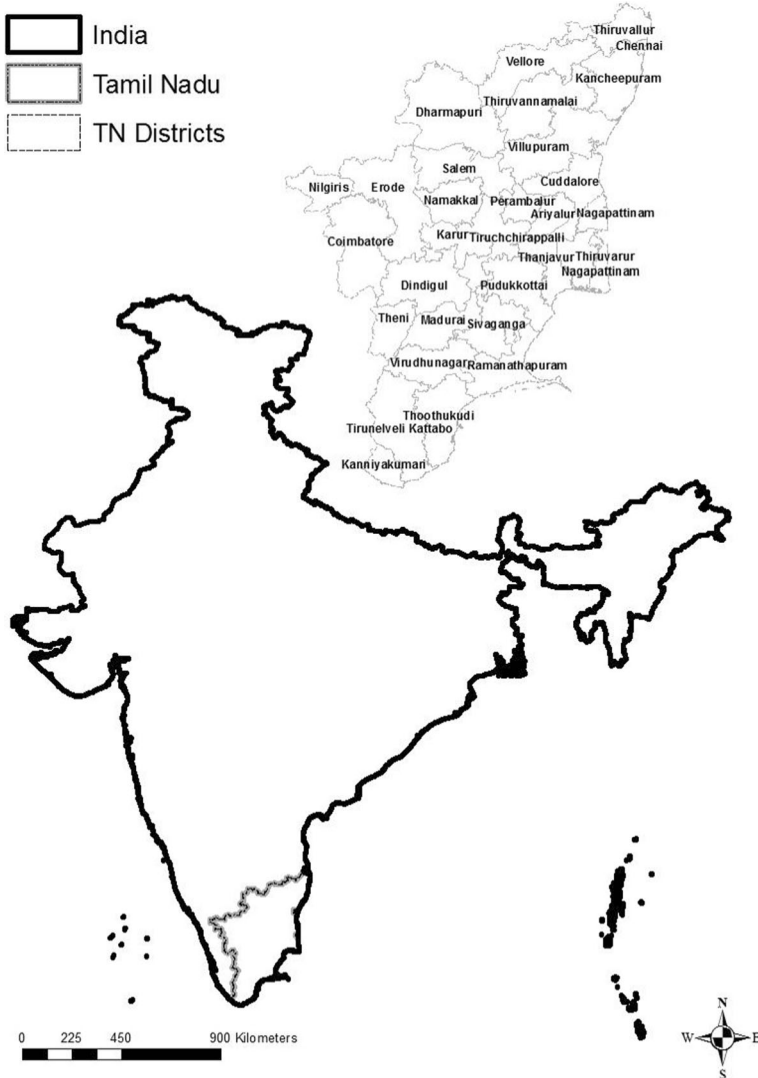 India
Tamil Nadu
TN Districts
Thiruvallur
Chennai
Vellore
Kancheepuram
Thiruvannamalai
Dharmapuri
Villupuram
Salem
Cuddalore
Nilgiris
Erode
Namakkal
Perambalur
Ariyalur
Nagapattinam
Karur
Tiruchchirappalli
Coimbatore
Thanjavur
Thiruvarur
Nagapattinam
Dindigul
Pudukkottai
Theni
Madurai
Sivaganga
Virudhunagar
Ramanathapuram
Thoothukudi
Tirunelveli Kattabo
Kanniyakumari
0 225 450 900 Kilometers
N
W E
S